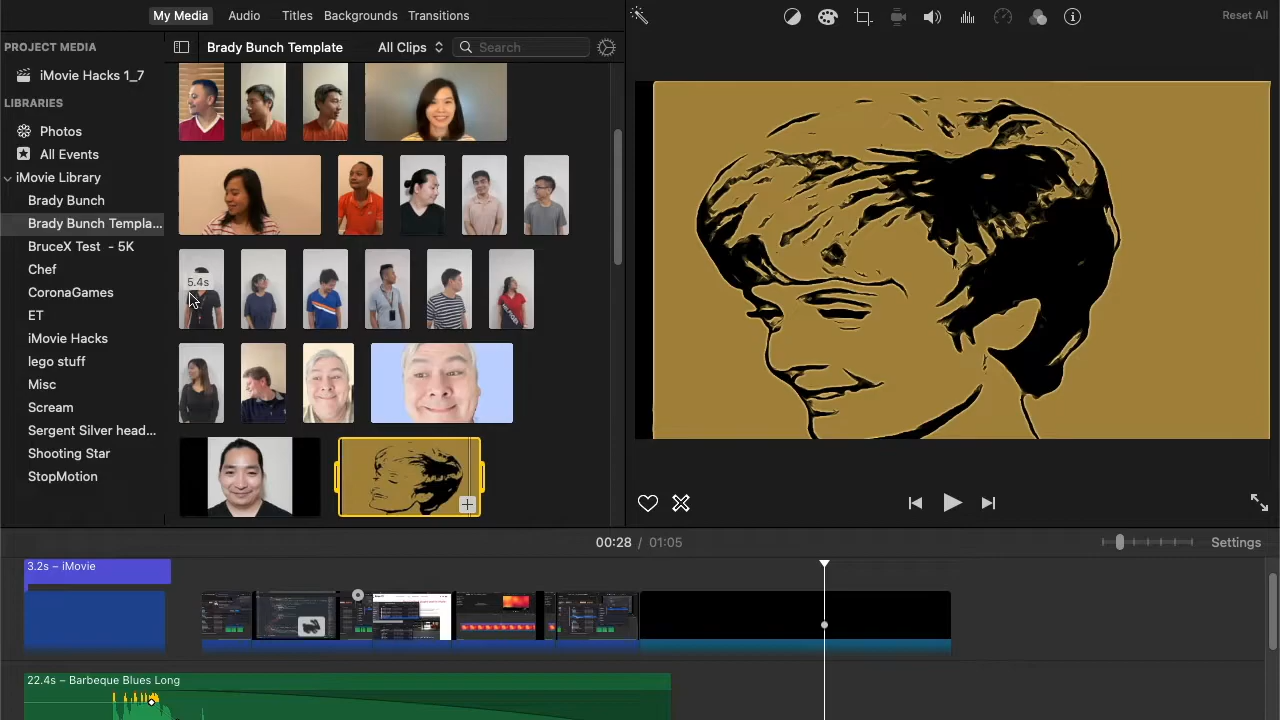 My Media
Audio
Titles
Backgrounds
Transitions
Reset All
PROJECT MEDIA
Brady Bunch Template
All Clips
Search
iMovie Hacks 1_7
LIBRARIES
Photos
All Events
iMovie Library
Brady Bunch
Brady Bunch Templa...
BruceX Test - 5K
Chef
CoronaGames
ET
iMovie Hacks
lego stuff
Misc
Scream
Sergent Silver head...
Shooting Star
StopMotion
5.4s
00:28 / 01:05
Settings
3.2s – iMovie
22.4s – Barbeque Blues Long